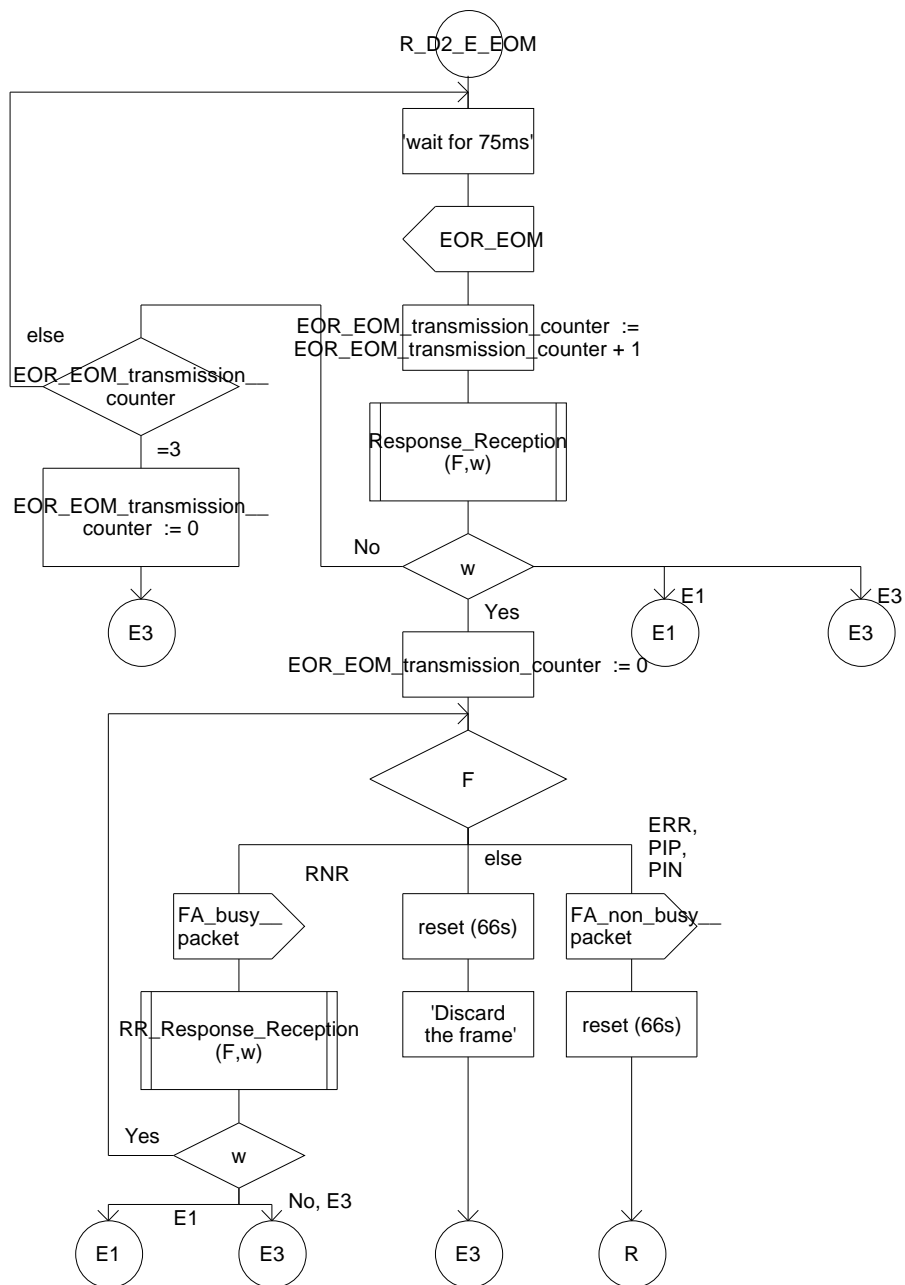 R_D2_E_EOM
'wait for 75ms'
EOR_EOM
EOR_EOM_transmission_counter :=
EOR_EOM_transmission_counter + 1
else
EOR_EOM_transmission__
counter
=3
Response_Reception
(F,w)
EOR_EOM_transmission__
counter := 0
No
w
Yes
E1
E3
E3
E1
E3
EOR_EOM_transmission_counter := 0
F
RNR
else
ERR,
PIP,
PIN
FA_busy__
packet
reset (66s)
FA_non_busy__
packet
RR_Response_Reception
(F,w)
'Discard
the frame'
reset (66s)
Yes
w
E1
No, E3
E1
E3
E3
R